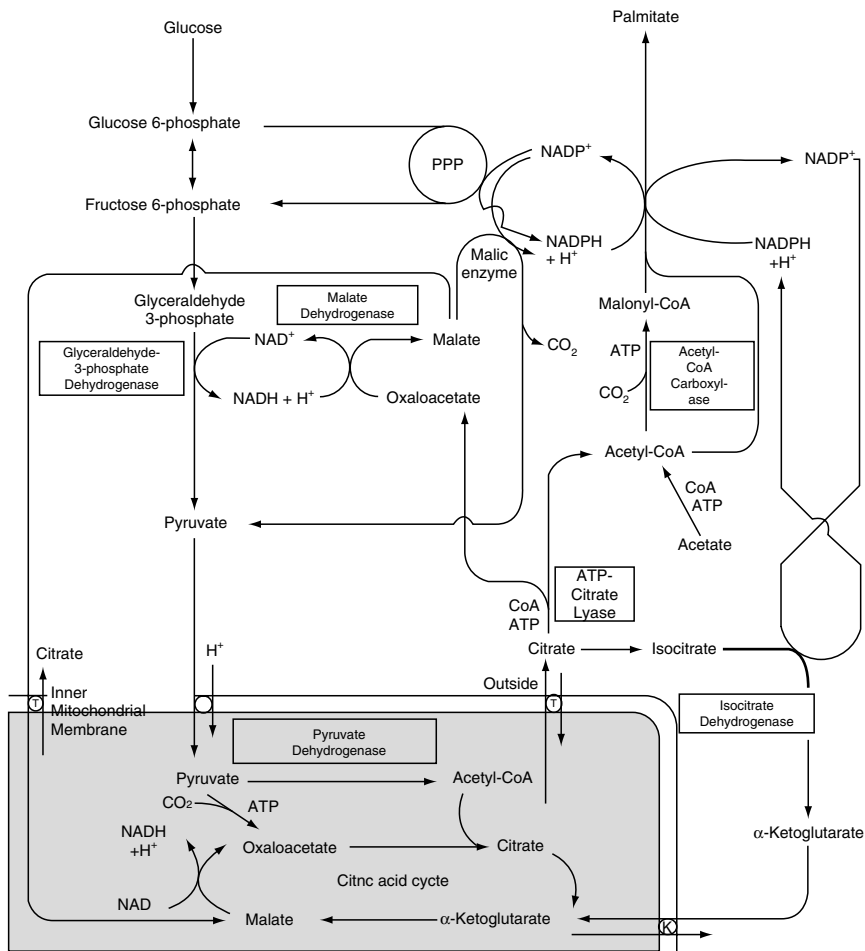 Palmitate
Glucose
Glucose 6-phosphate
PPP
NADP+
NADP+
Fructose 6-phosphate
NADPH
+ H+
NADPH
+H+
Malic
enzyme
Glyceraldehyde
3-phosphate
Malate
Dehydrogenase
Malonyl-CoA
Glyceraldehyde-
3-phosphate
Dehydrogenase
NAD+
Malate
CO2
ATP
Acetyl-
CoA
Carboxyl-
ase
CO2
NADH + H+
Oxaloacetate
Acetyl-CoA
CoA
ATP
Pyruvate
Acetate
ATP-
Citrate
Lyase
CoA
ATP
Citrate
H+
Citrate
Isocitrate
Outside
T
Inner
Mitochondrial
Membrane
T
Isocitrate
Dehydrogenase
Pyruvate
Dehydrogenase
Pyruvate
Acetyl-CoA
CO2
ATP
NADH
+H+
Oxaloacetate
Citrate
α-Ketoglutarate
Citnc acid cycte
NAD
Malate
α-Ketoglutarate
K